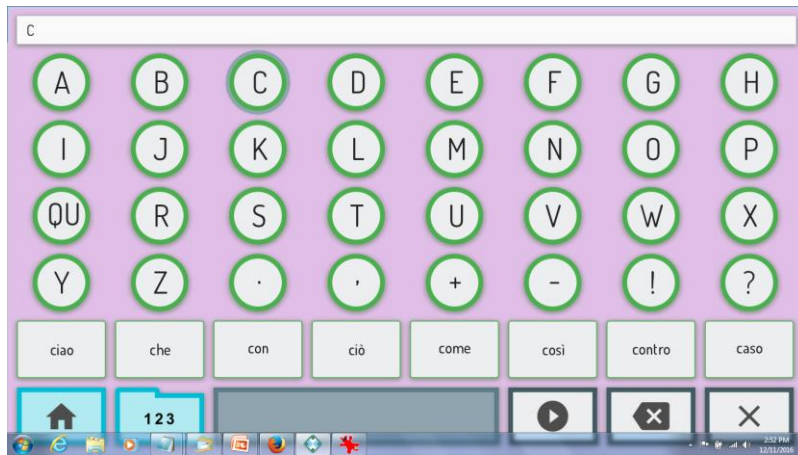 C
A B C D E F G H
I J K L M N O P
QU R S T U V W X
Y Z . , + - ! ?
ciao che con ciò come così contro caso
123
2:52 PM
12/11/2016